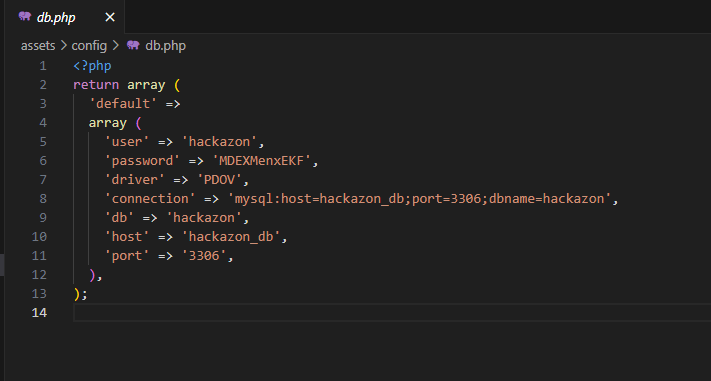 db.php ×
assets > config > db.php
1 <?php
2 return array (
3   'default' =>
4   array (
5     'user' => 'hackazon',
6     'password' => 'MDEXMenxEKF',
7     'driver' => 'PDOV',
8     'connection' => 'mysql:host=hackazon_db;port=3306;dbname=hackazon',
9     'db' => 'hackazon',
10     'host' => 'hackazon_db',
11     'port' => '3306',
12   ),
13 );
14